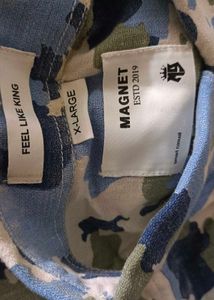 FEEL LIKE KING
X-LARGE
MAGNET
ESTD 2019